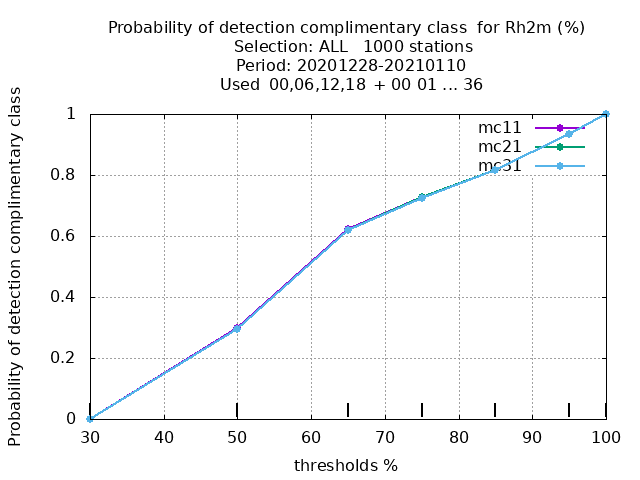 Probability of detection complimentary class  for Rh2m (%)
Selection: ALL   1000 stations
Period: 20201228-20210110
Used  00,06,12,18  + 00 01 ... 36
Probability of detection complimentary class
1
0.8
0.6
0.4
0.2
0
mc11
mc21
mc31
30 40 50 60 70 80 90 100
thresholds %